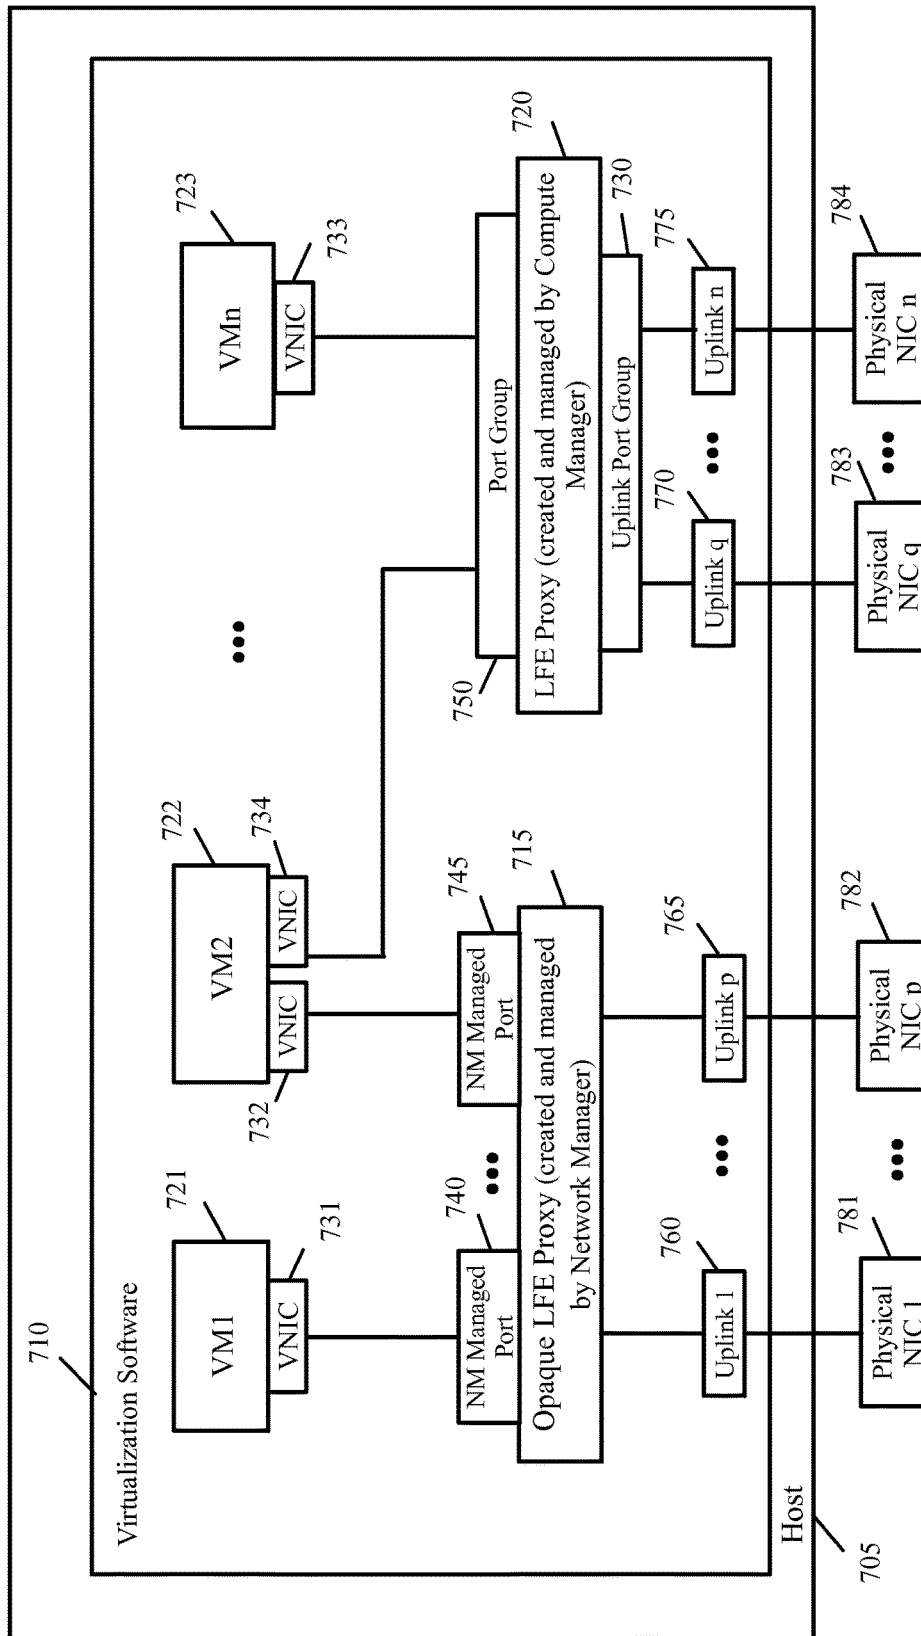 710
Virtualization Software
721
VM1
VNIC
731
722
VM2
VNIC
732
VNIC
734
•••
723
VMn
VNIC
733
740
NM Managed
Port
•••
745
NM Managed
Port
715
Opaque LFE Proxy (created and managed
by Network Manager)
750
Port Group
720
LFE Proxy (created and managed by Compute
Manager)
730
Uplink Port Group
760
Uplink 1
•••
765
Uplink p
770
Uplink q
•••
775
Uplink n
Host
705
781
Physical
NIC 1
•••
782
Physical
NIC p
783
Physical
NIC q
•••
784
Physical
NIC n